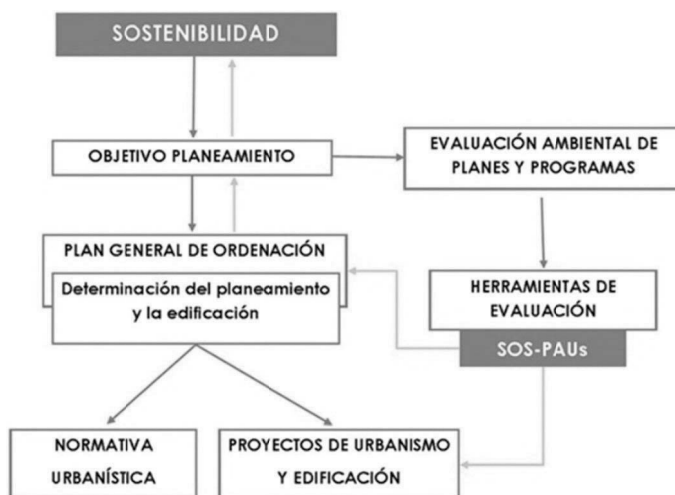 SOSTENIBILIDAD
OBJETIVO PLANEAMIENTO
EVALUACIÓN AMBIENTAL DE
PLANES Y PROGRAMAS
PLAN GENERAL DE ORDENACIÓN
Determinación del planeamiento
y la edificación
HERRAMIENTAS DE
EVALUACIÓN
SOS-PAUs
NORMATIVA
URBANÍSTICA
PROYECTOS DE URBANISMO
Y EDIFICACIÓN